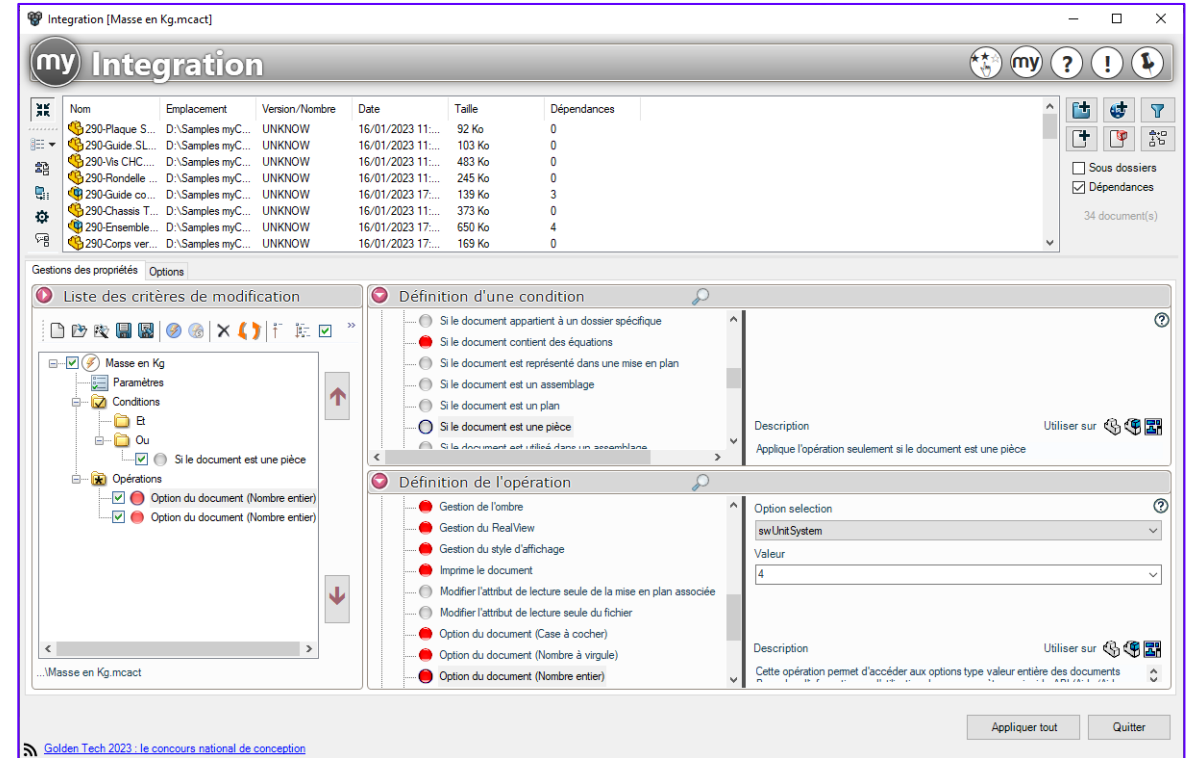 Integration [Masse en Kg.mcact]
my Integration
my ? !
Nom Emplacement Version/Nombre Date Taille Dépendances
290-Plaque S... D:\Samples myC... UNKNOW 16/01/2023 11:... 92 Ko 0
290-Guide.SL... D:\Samples myC... UNKNOW 16/01/2023 11:... 103 Ko 0
290-Vis CHC.... D:\Samples myC... UNKNOW 16/01/2023 11:... 483 Ko 0
290-Rondelle ... D:\Samples myC... UNKNOW 16/01/2023 11:... 245 Ko 0
290-Guide co... D:\Samples myC... UNKNOW 16/01/2023 17:... 139 Ko 3
290-Chassis T... D:\Samples myC... UNKNOW 16/01/2023 17:... 373 Ko 0
290-Ensemble... D:\Samples myC... UNKNOW 16/01/2023 17:... 650 Ko 4
290-Corps ver... D:\Samples myC... UNKNOW 16/01/2023 17:... 169 Ko 0
Sous dossiers
Dépendances
34 document(s)
Gestions des propriétés Options
Liste des critères de modification
Masse en Kg
Paramètres
Conditions
Et
Ou
Si le document est une pièce
Opérations
Option du document (Nombre entier)
Option du document (Nombre entier)
...\Masse en Kg.mcact
Définition d'une condition
Si le document appartient à un dossier spécifique
Si le document contient des équations
Si le document est représenté dans une mise en plan
Si le document est un assemblage
Si le document est un plan
Si le document est une pièce
Si le document est utilisé dans un assemblage
?
Description Utiliser sur
Applique l'opération seulement si le document est une pièce
Définition de l'opération
Gestion de l'ombre
Gestion du RealView
Gestion du style d'affichage
Imprime le document
Modifier l'attribut de lecture seule de la mise en plan associée
Modifier l'attribut de lecture seule du fichier
Option du document (Case à cocher)
Option du document (Nombre à virgule)
Option du document (Nombre entier)
Option selection ?
swUnitSystem
Valeur
4
Description Utiliser sur
Cette opération permet d'accéder aux options type valeur entière des documents
Appliquer tout Quitter
Golden Tech 2023 : le concours national de conception